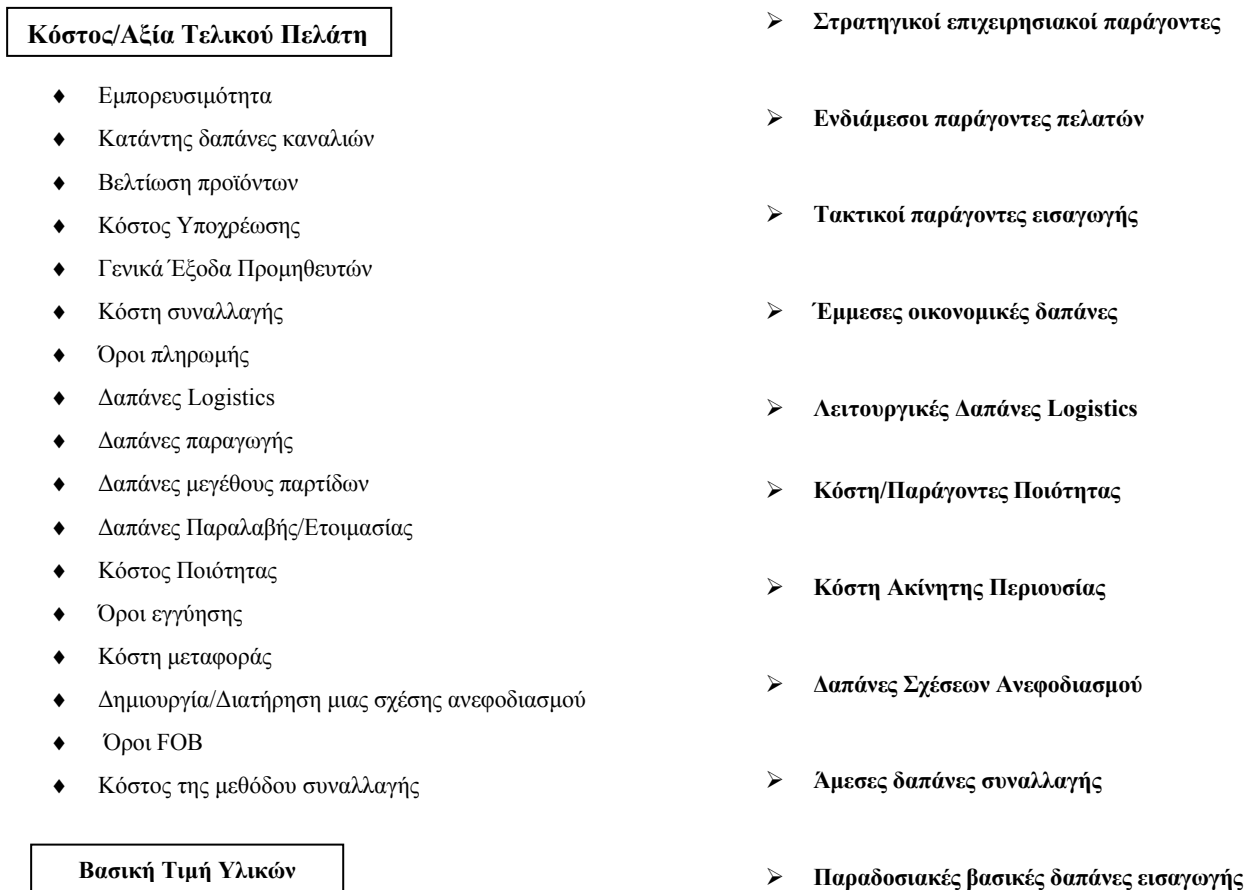 Κόστος/Αξία Τελικού Πελάτη
♦ Εμπορευσιμότητα
♦ Κατάντης δαπάνες καναλιών
♦ Βελτίωση προϊόντων
♦ Κόστος Υποχρέωσης
♦ Γενικά Έξοδα Προμηθευτών
♦ Κόστη συναλλαγής
♦ Όροι πληρωμής
♦ Δαπάνες Logistics
♦ Δαπάνες παραγωγής
♦ Δαπάνες μεγέθους παρτίδων
♦ Δαπάνες Παραλαβής/Ετοιμασίας
♦ Κόστος Ποιότητας
♦ Όροι εγγύησης
♦ Κόστη μεταφοράς
♦ Δημιουργία/Διατήρηση μιας σχέσης ανεφοδιασμού
♦ Όροι FOB
♦ Κόστος της μεθόδου συναλλαγής
Βασική Τιμή Υλικών
➢ Στρατηγικοί επιχειρησιακοί παράγοντες
➢ Ενδιάμεσοι παράγοντες πελατών
➢ Τακτικοί παράγοντες εισαγωγής
➢ Έμμεσες οικονομικές δαπάνες
➢ Λειτουργικές Δαπάνες Logistics
➢ Κόστη/Παράγοντες Ποιότητας
➢ Κόστη Ακίνητης Περιουσίας
➢ Δαπάνες Σχέσεων Ανεφοδιασμού
➢ Άμεσες δαπάνες συναλλαγής
➢ Παραδοσιακές βασικές δαπάνες εισαγωγής